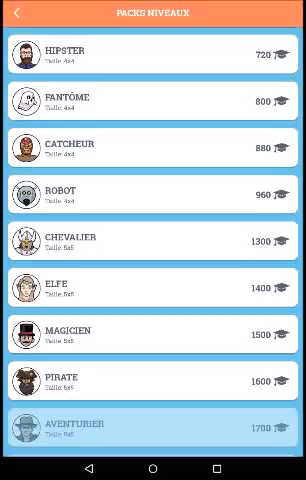 PACKS NIVEAUX
HIPSTER
Taille: 4x4
720
FANTÔME
Taille: 4x4
800
CATCHEUR
Taille: 4x4
880
ROBOT
Taille: 4x4
960
CHEVALIER
Taille: 5x5
1300
ELFE
Taille: 5x5
1400
MAGICIEN
Taille: 5x5
1500
PIRATE
Taille: 5x5
1600
AVENTURIER
Taille: 5x5
1700